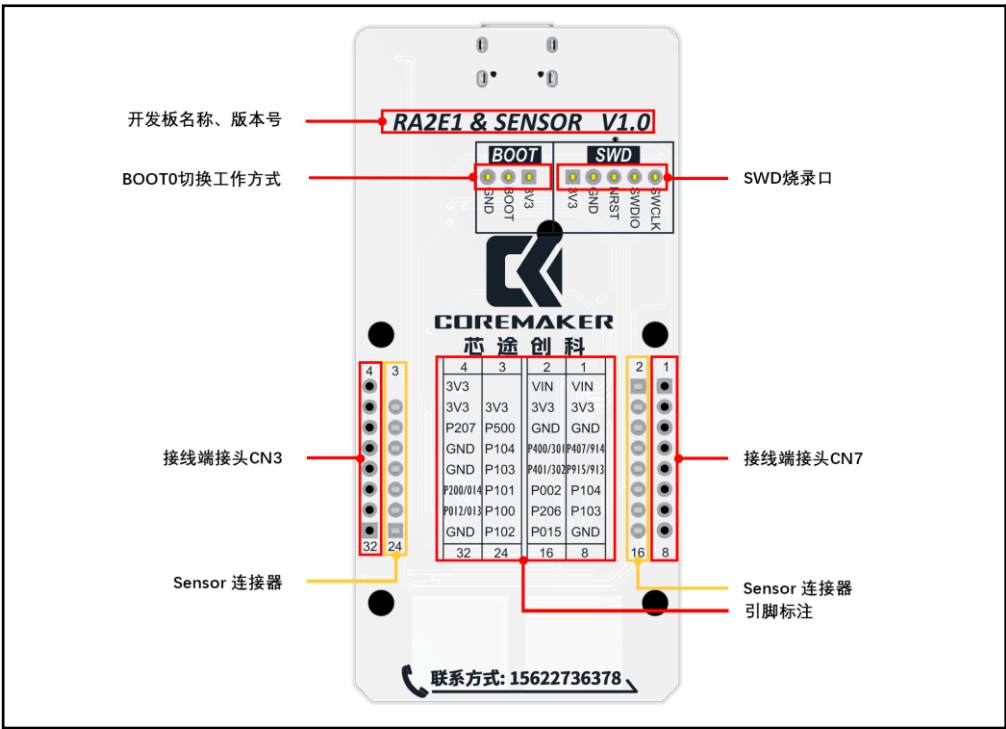 开发板名称、版本号
RA2E1 & SENSOR V1.0
BOOT0切换工作方式
BOOT SWD
SWD烧录口
GND BOOT 3V3 3V3 GND NRST SWDIO SWCLK
COREMAKER
芯途创科
4 3 4 3 2 1 2 1
3V3 VIN VIN
3V3 3V3 3V3 3V3
P207 P500 GND GND
GND P104 P400/301 P407/914
接线端接头CN3
接线端接头CN7
GND P103 P401/302 P915/913
P200/014 P101 P002 P104
P012/013 P100 P206 P103
GND P102 P015 GND
32 24 32 24 16 8 16 8
Sensor 连接器
Sensor 连接器
引脚标注
联系方式: 15622736378